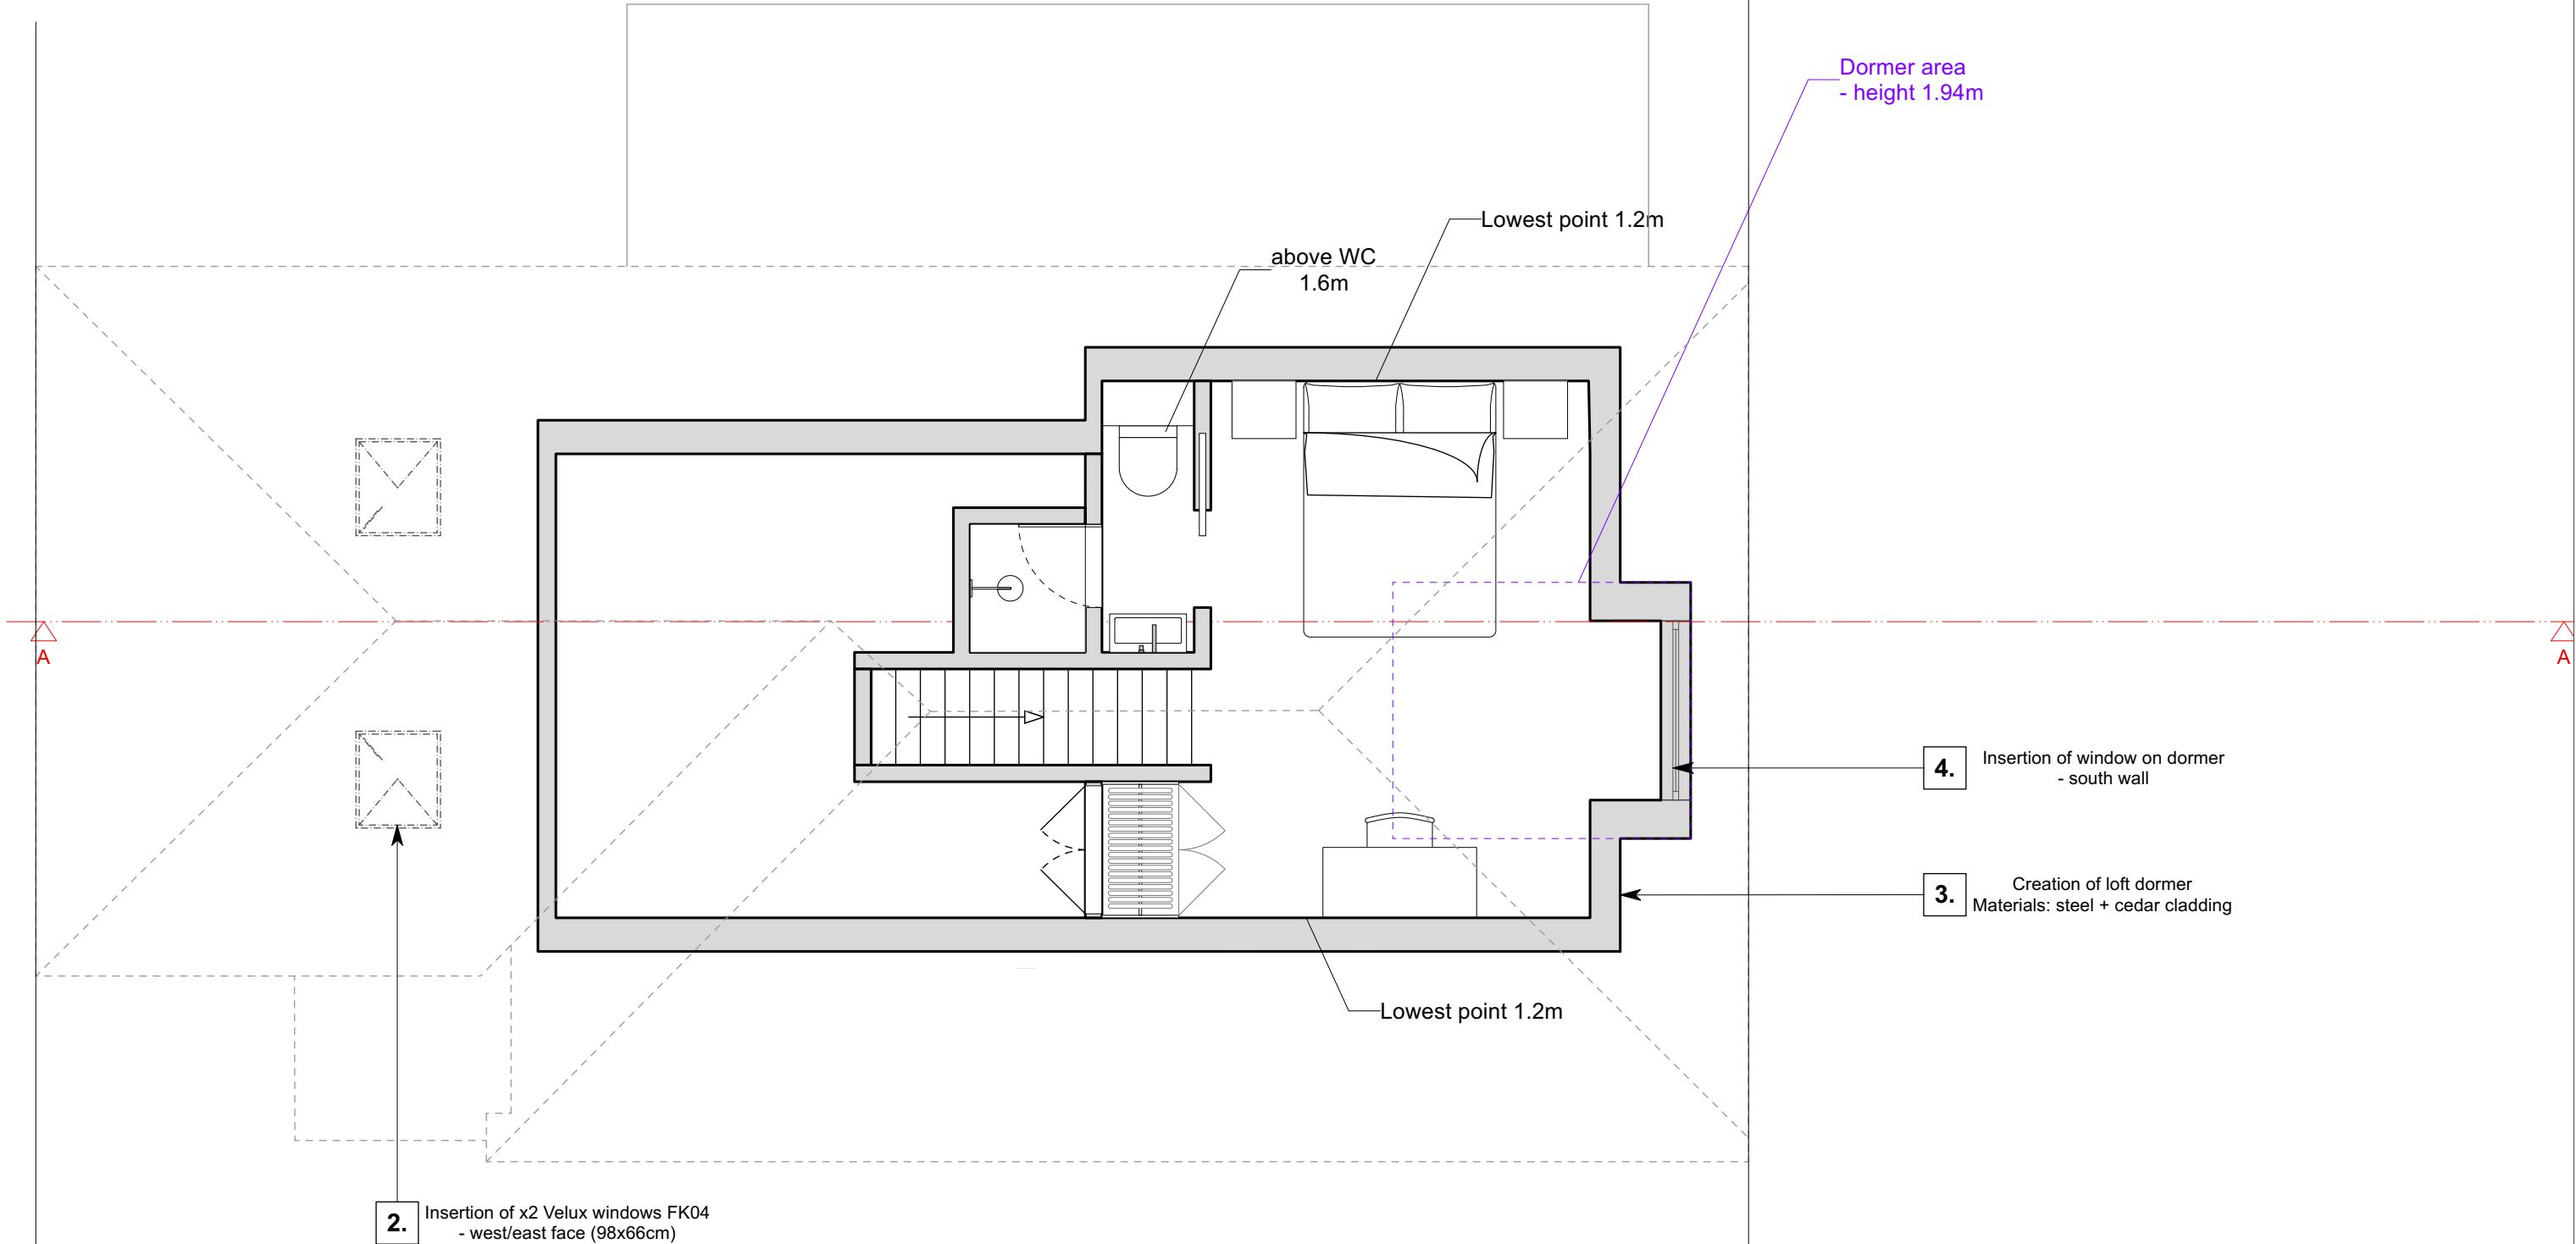 Dormer area
- height 1.94m
Lowest point 1.2m
above WC
1.6m
A
A
4.
Insertion of window on dormer
- south wall
3.
Creation of loft dormer
Materials: steel + cedar cladding
Lowest point 1.2m
2.
Insertion of x2 Velux windows FK04
- west/east face (98x66cm)